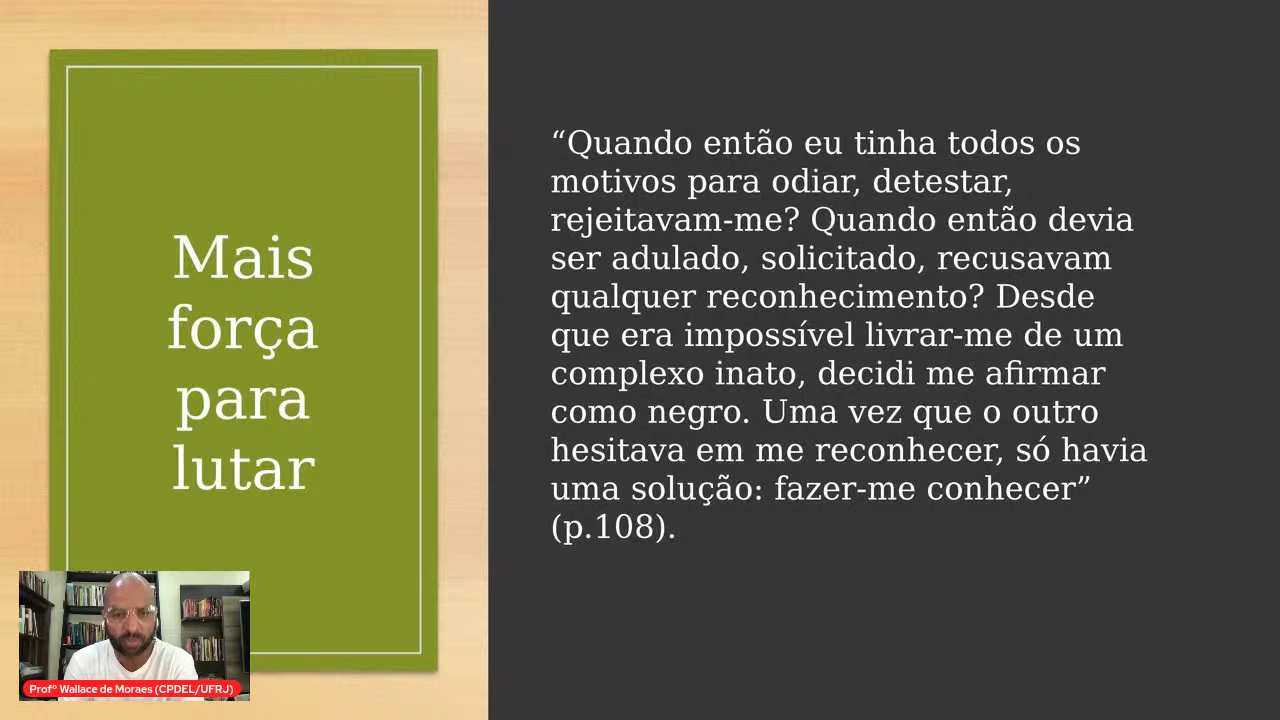 Mais
força
para
lutar
“Quando então eu tinha todos os
motivos para odiar, detestar,
rejeitavam-me? Quando então devia
ser adulado, solicitado, recusavam
qualquer reconhecimento? Desde
que era impossível livrar-me de um
complexo inato, decidi me afirmar
como negro. Uma vez que o outro
hesitava em me reconhecer, só havia
uma solução: fazer-me conhecer”
(p.108).
Profº Wallace de Moraes (CPDEL/UFRJ)